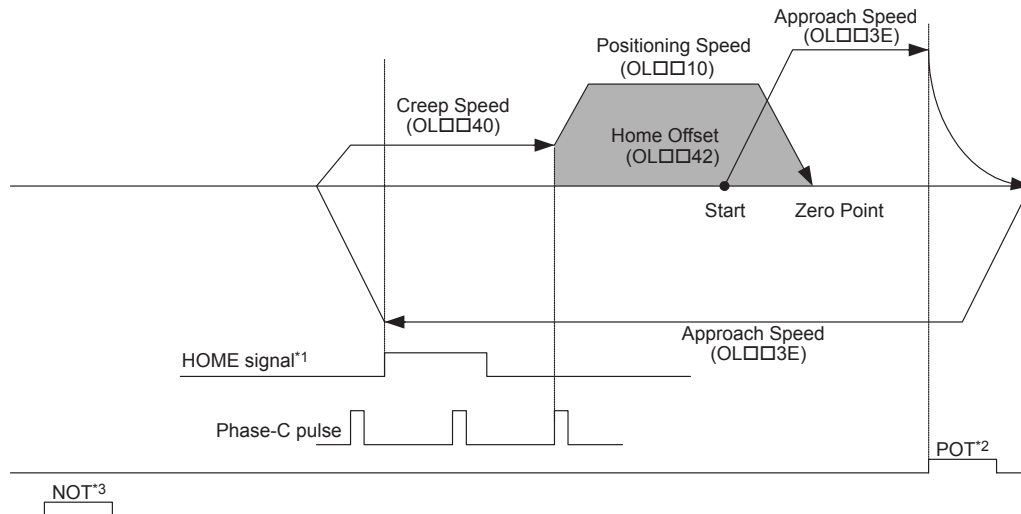 Approach Speed
(OL□□3E)
Positioning Speed
(OL□□10)
Creep Speed
(OL□□40)
Home Offset
(OL□□42)
Start
Zero Point
Approach Speed
(OL□□3E)
HOME signal*1
Phase-C pulse
POT*2
NOT*3